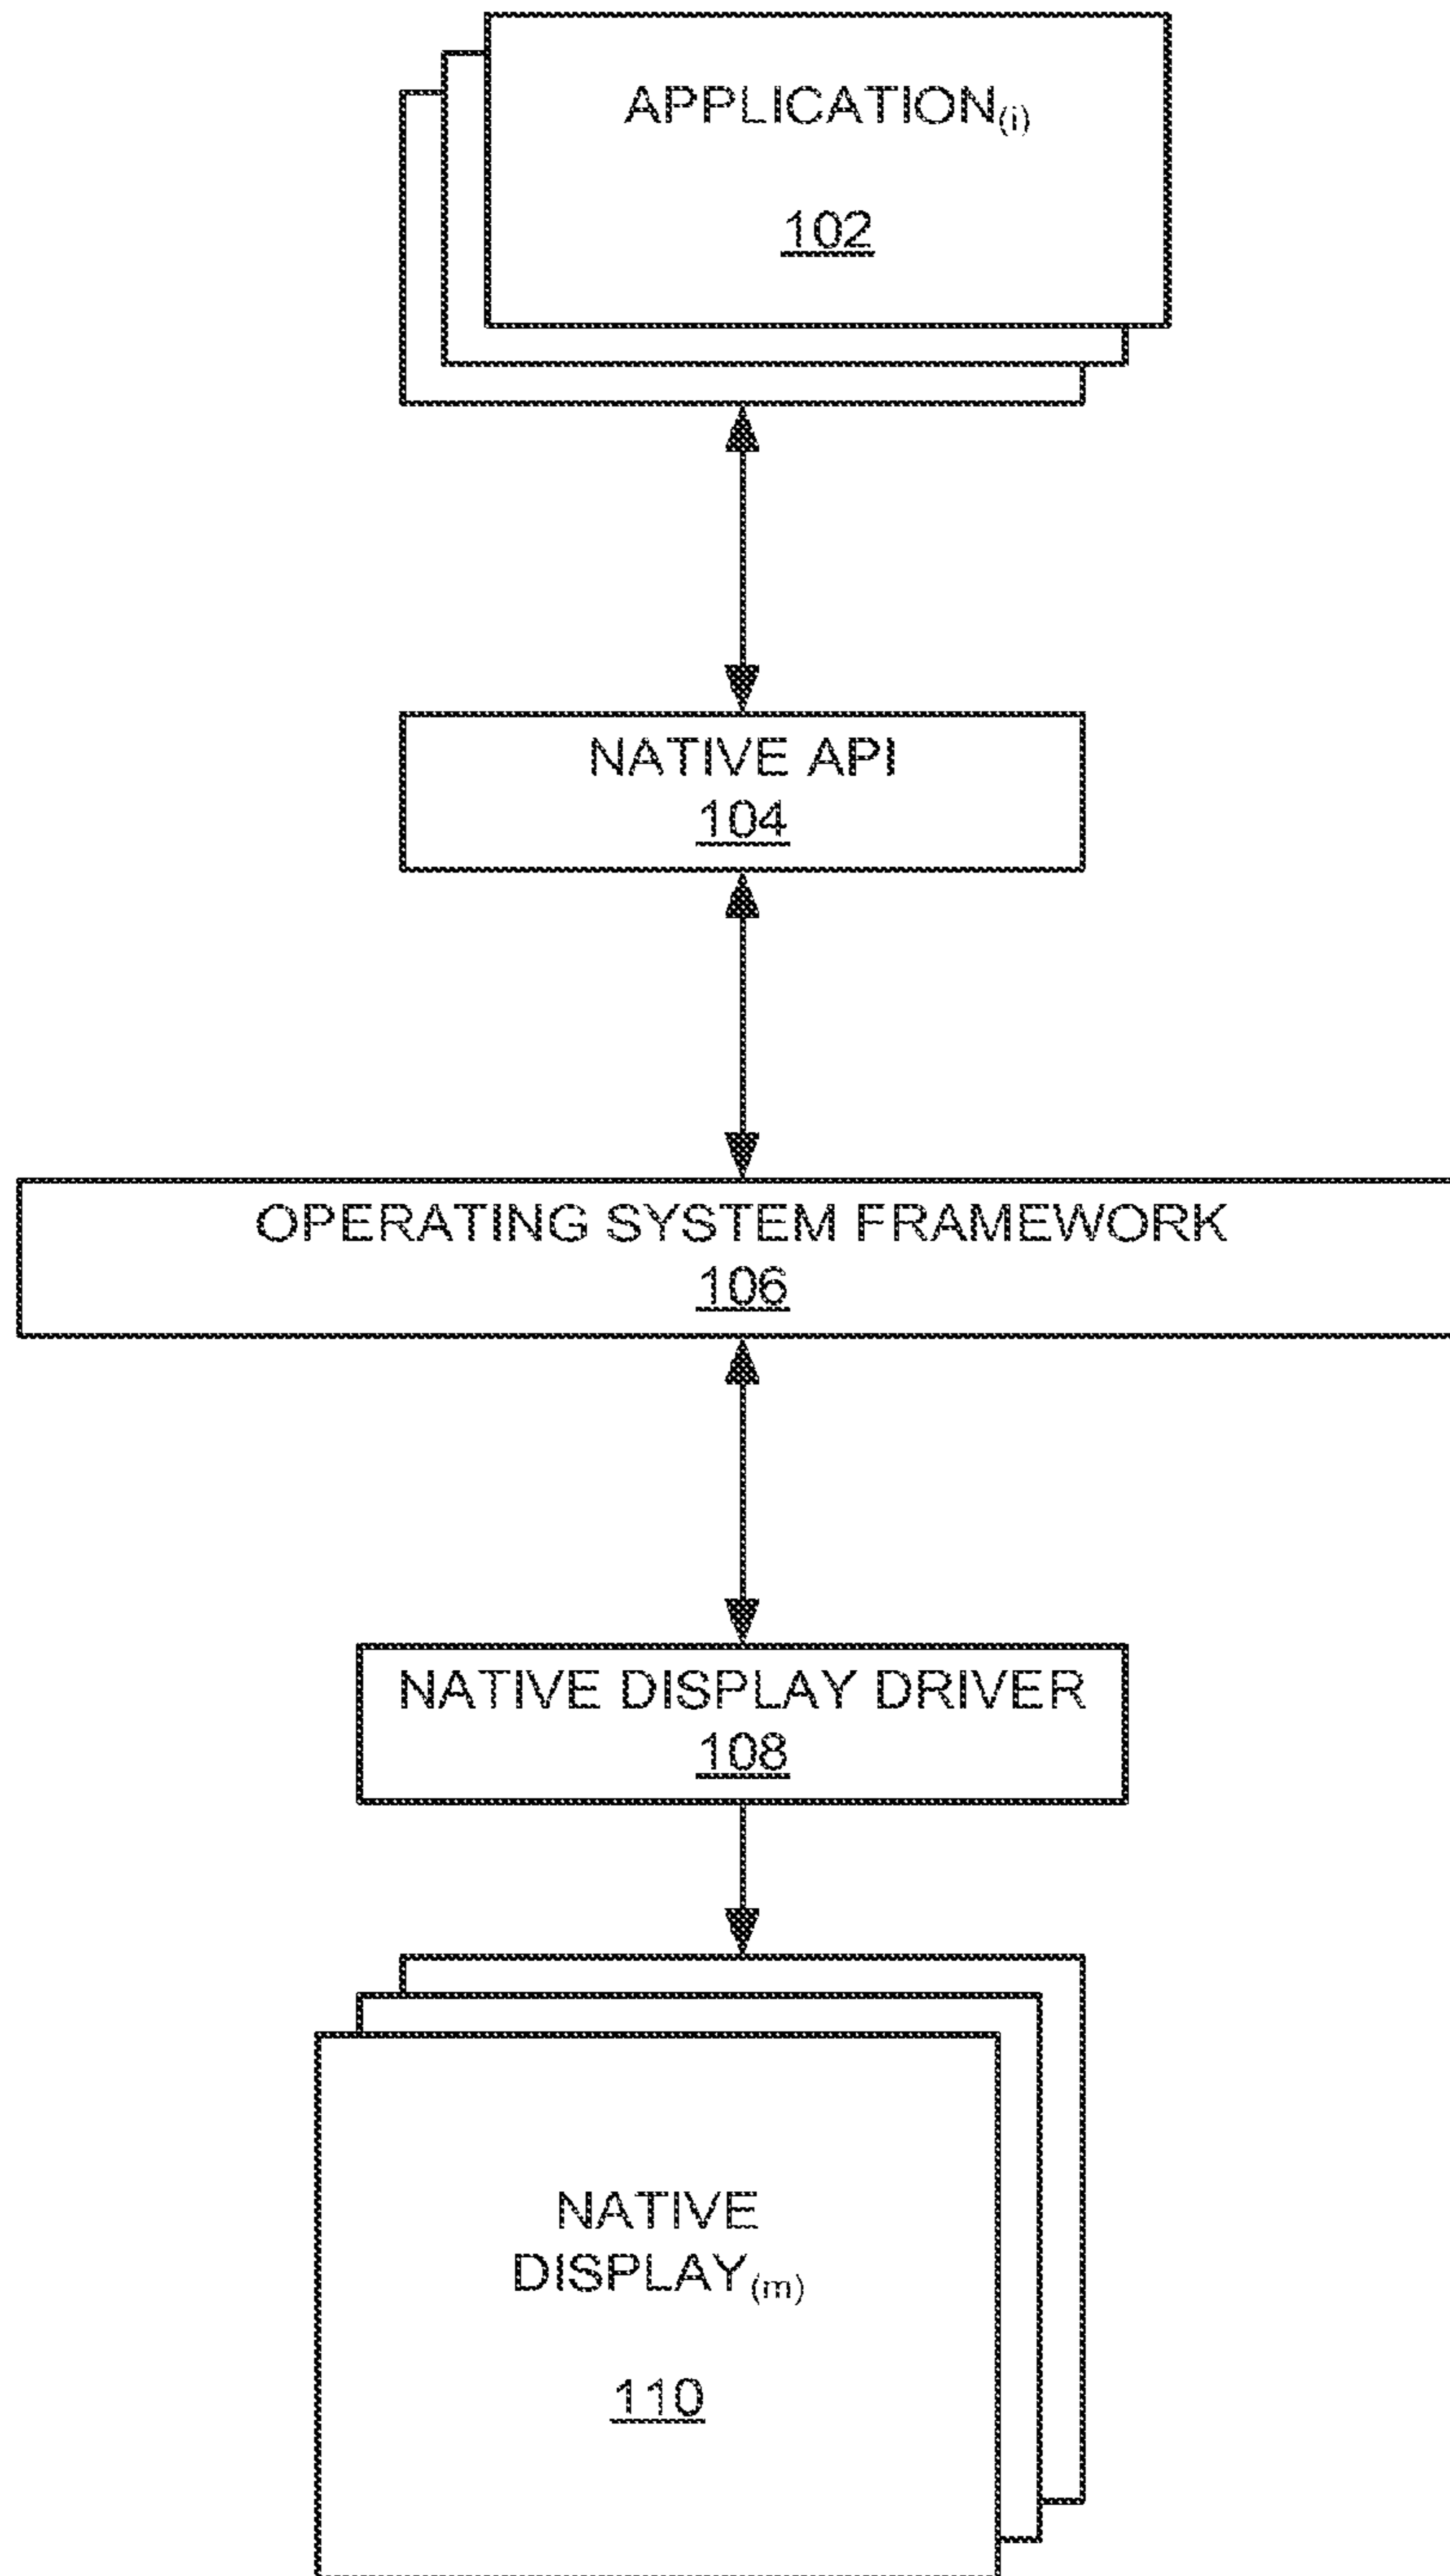 APPLICATION(i)
102
NATIVE API
104
OPERATING SYSTEM FRAMEWORK
106
NATIVE DISPLAY DRIVER
108
NATIVE
DISPLAY(m)
110